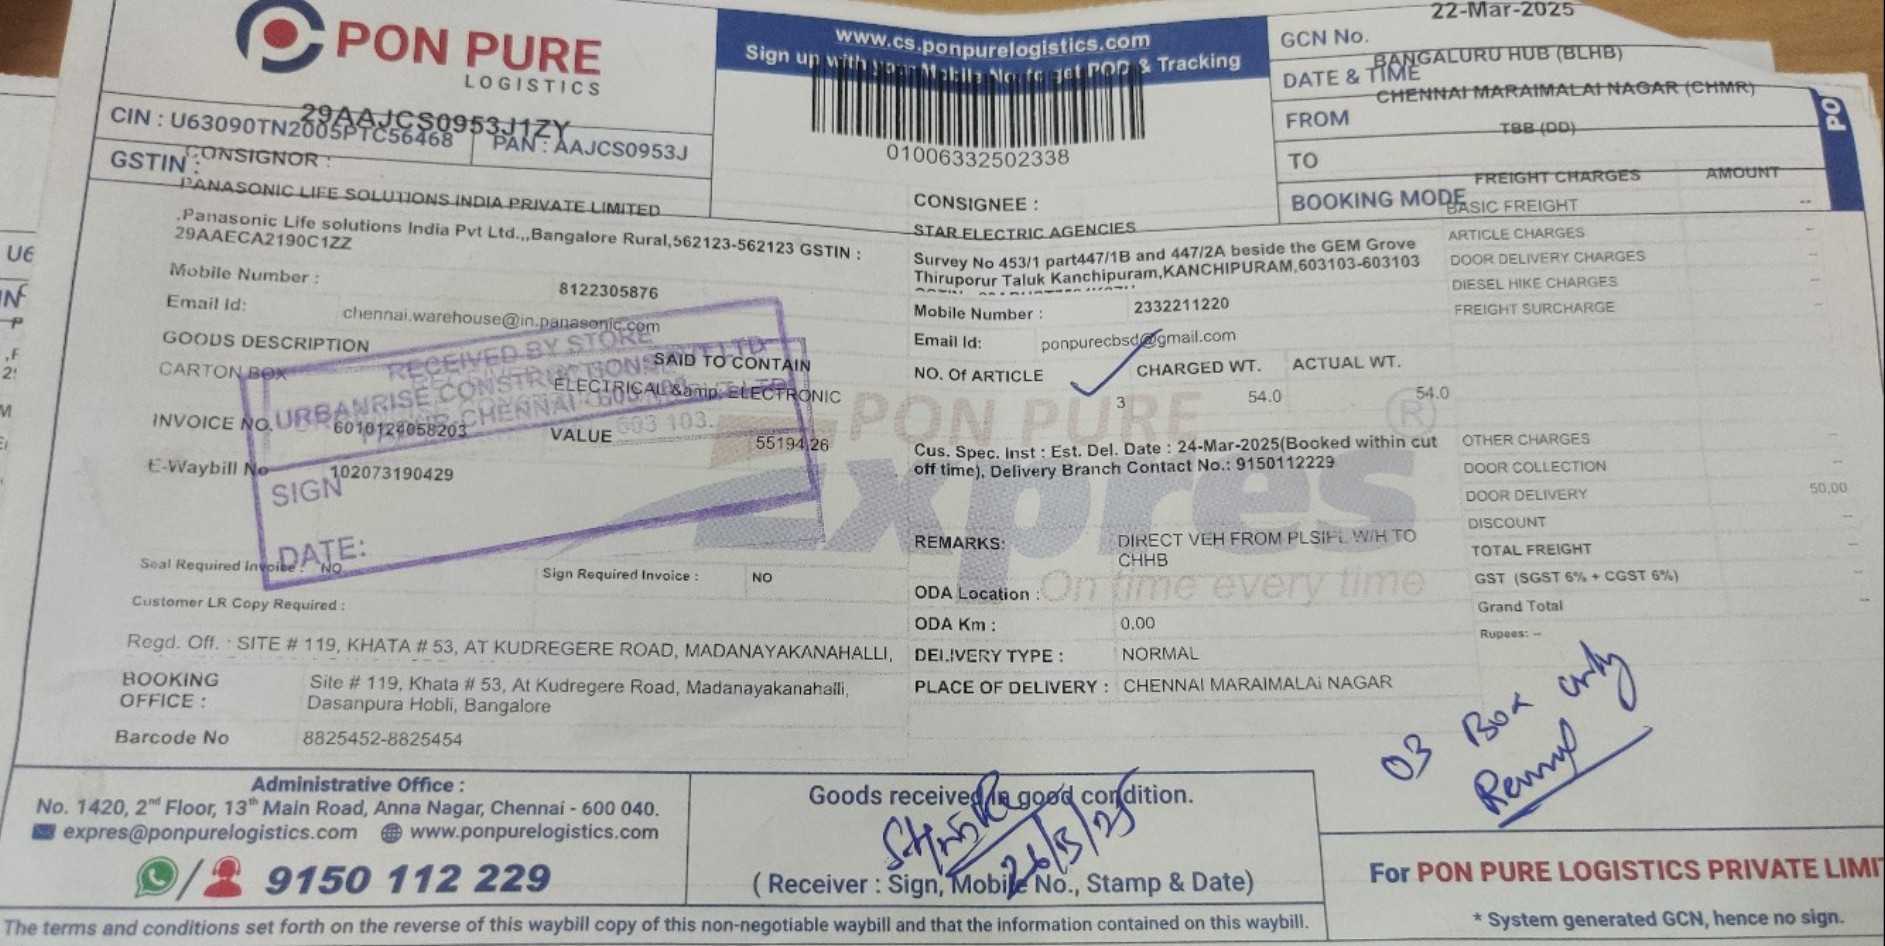 PON PURE
LOGISTICS
CIN : U63090TN2005PTC56468
PAN : AAJCS0953J
29AAJCS0953J1ZY
GSTIN :
www.cs.ponpurelogistics.com
Sign up with your Mobile No. to get POD & Tracking
01006332502338
22-Mar-2025
GCN No.
BANGALURU HUB (BLHB)
DATE & TIME
CHENNAI MARAIMALAI NAGAR (CHMR)
FROM
TBB (DD)
TO
BOOKING MODE
PO
CONSIGNOR :
PANASONIC LIFE SOLUTIONS INDIA PRIVATE LIMITED
,Panasonic Life solutions India Pvt Ltd.,,Bangalore Rural,562123-562123 GSTIN :
29AAECA2190C1ZZ
Mobile Number :
8122305876
Email Id:
chennai.warehouse@in.panasonic.com
GOODS DESCRIPTION
SAID TO CONTAIN
CARTON BOX
ELECTRICAL &amp; ELECTRONIC
INVOICE NO.
6010124058203
VALUE
55194.26
E-Waybill No
102073190429
RECEIVED BY STORE
URBANRISE CONSTRUCTIONS
CHENNAI
603 103.
SIGN
DATE:
Seal Required Invoice : NO
Sign Required Invoice : NO
Customer LR Copy Required :
Regd. Off. : SITE # 119, KHATA # 53, AT KUDREGERE ROAD, MADANAYAKANAHALLI,
BOOKING OFFICE :
Site # 119, Khata # 53, At Kudregere Road, Madanayakanahalli,
Dasanpura Hobli, Bangalore
Barcode No 8825452-8825454
CONSIGNEE :
STAR ELECTRIC AGENCIES
Survey No 453/1 part447/1B and 447/2A beside the GEM Grove
Thiruporur Taluk Kanchipuram,KANCHIPURAM,603103-603103
Mobile Number : 2332211220
Email Id: ponpurecbsd@gmail.com
NO. Of ARTICLE CHARGED WT. ACTUAL WT.
3 54.0 54.0
PON PURE ®
Expres
On time every time
Cus. Spec. Inst : Est. Del. Date : 24-Mar-2025(Booked within cut
off time), Delivery Branch Contact No.: 9150112229
REMARKS: DIRECT VEH FROM PLSIFL W/H TO
CHHB
ODA Location :
ODA Km : 0.00
DELIVERY TYPE : NORMAL
PLACE OF DELIVERY : CHENNAI MARAIMALAi NAGAR
FREIGHT CHARGES AMOUNT
BASIC FREIGHT --
ARTICLE CHARGES --
DOOR DELIVERY CHARGES --
DIESEL HIKE CHARGES --
FREIGHT SURCHARGE --
OTHER CHARGES --
DOOR COLLECTION --
DOOR DELIVERY 50.00
DISCOUNT --
TOTAL FREIGHT --
GST (SGST 6% + CGST 6%) --
Grand Total --
Rupees: --
03 Box only
Administrative Office :
No. 1420, 2nd Floor, 13th Main Road, Anna Nagar, Chennai - 600 040.
expres@ponpurelogistics.com www.ponpurelogistics.com
9150 112 229
Goods received in good condition.
26/3/25
( Receiver : Sign, Mobile No., Stamp & Date)
For PON PURE LOGISTICS PRIVATE LIMI
* System generated GCN, hence no sign.
The terms and conditions set forth on the reverse of this waybill copy of this non-negotiable waybill and that the information contained on this waybill.